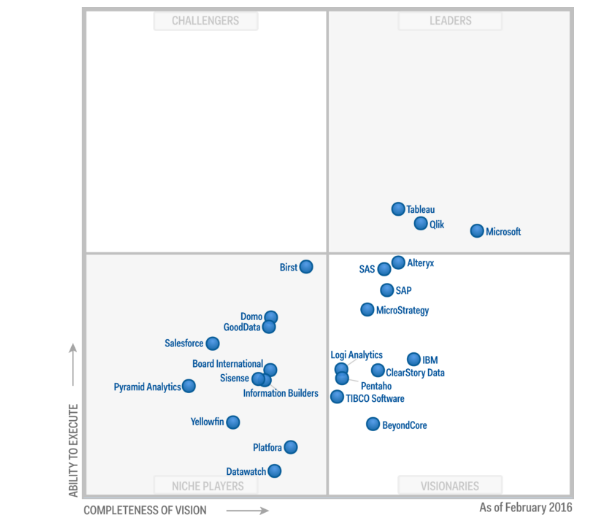 CHALLENGERS
LEADERS
Tableau
Qlik
Microsoft
Birst
Alteryx
SAS
SAP
MicroStrategy
Domo
GoodData
Salesforce
Logi Analytics
IBM
Board International
ClearStory Data
Sisense
Pentaho
Pyramid Analytics
Information Builders
TIBCO Software
Yellowfin
BeyondCore
Platfora
Datawatch
NICHE PLAYERS
VISIONARIES
ABILITY TO EXECUTE
COMPLETENESS OF VISION
As of February 2016